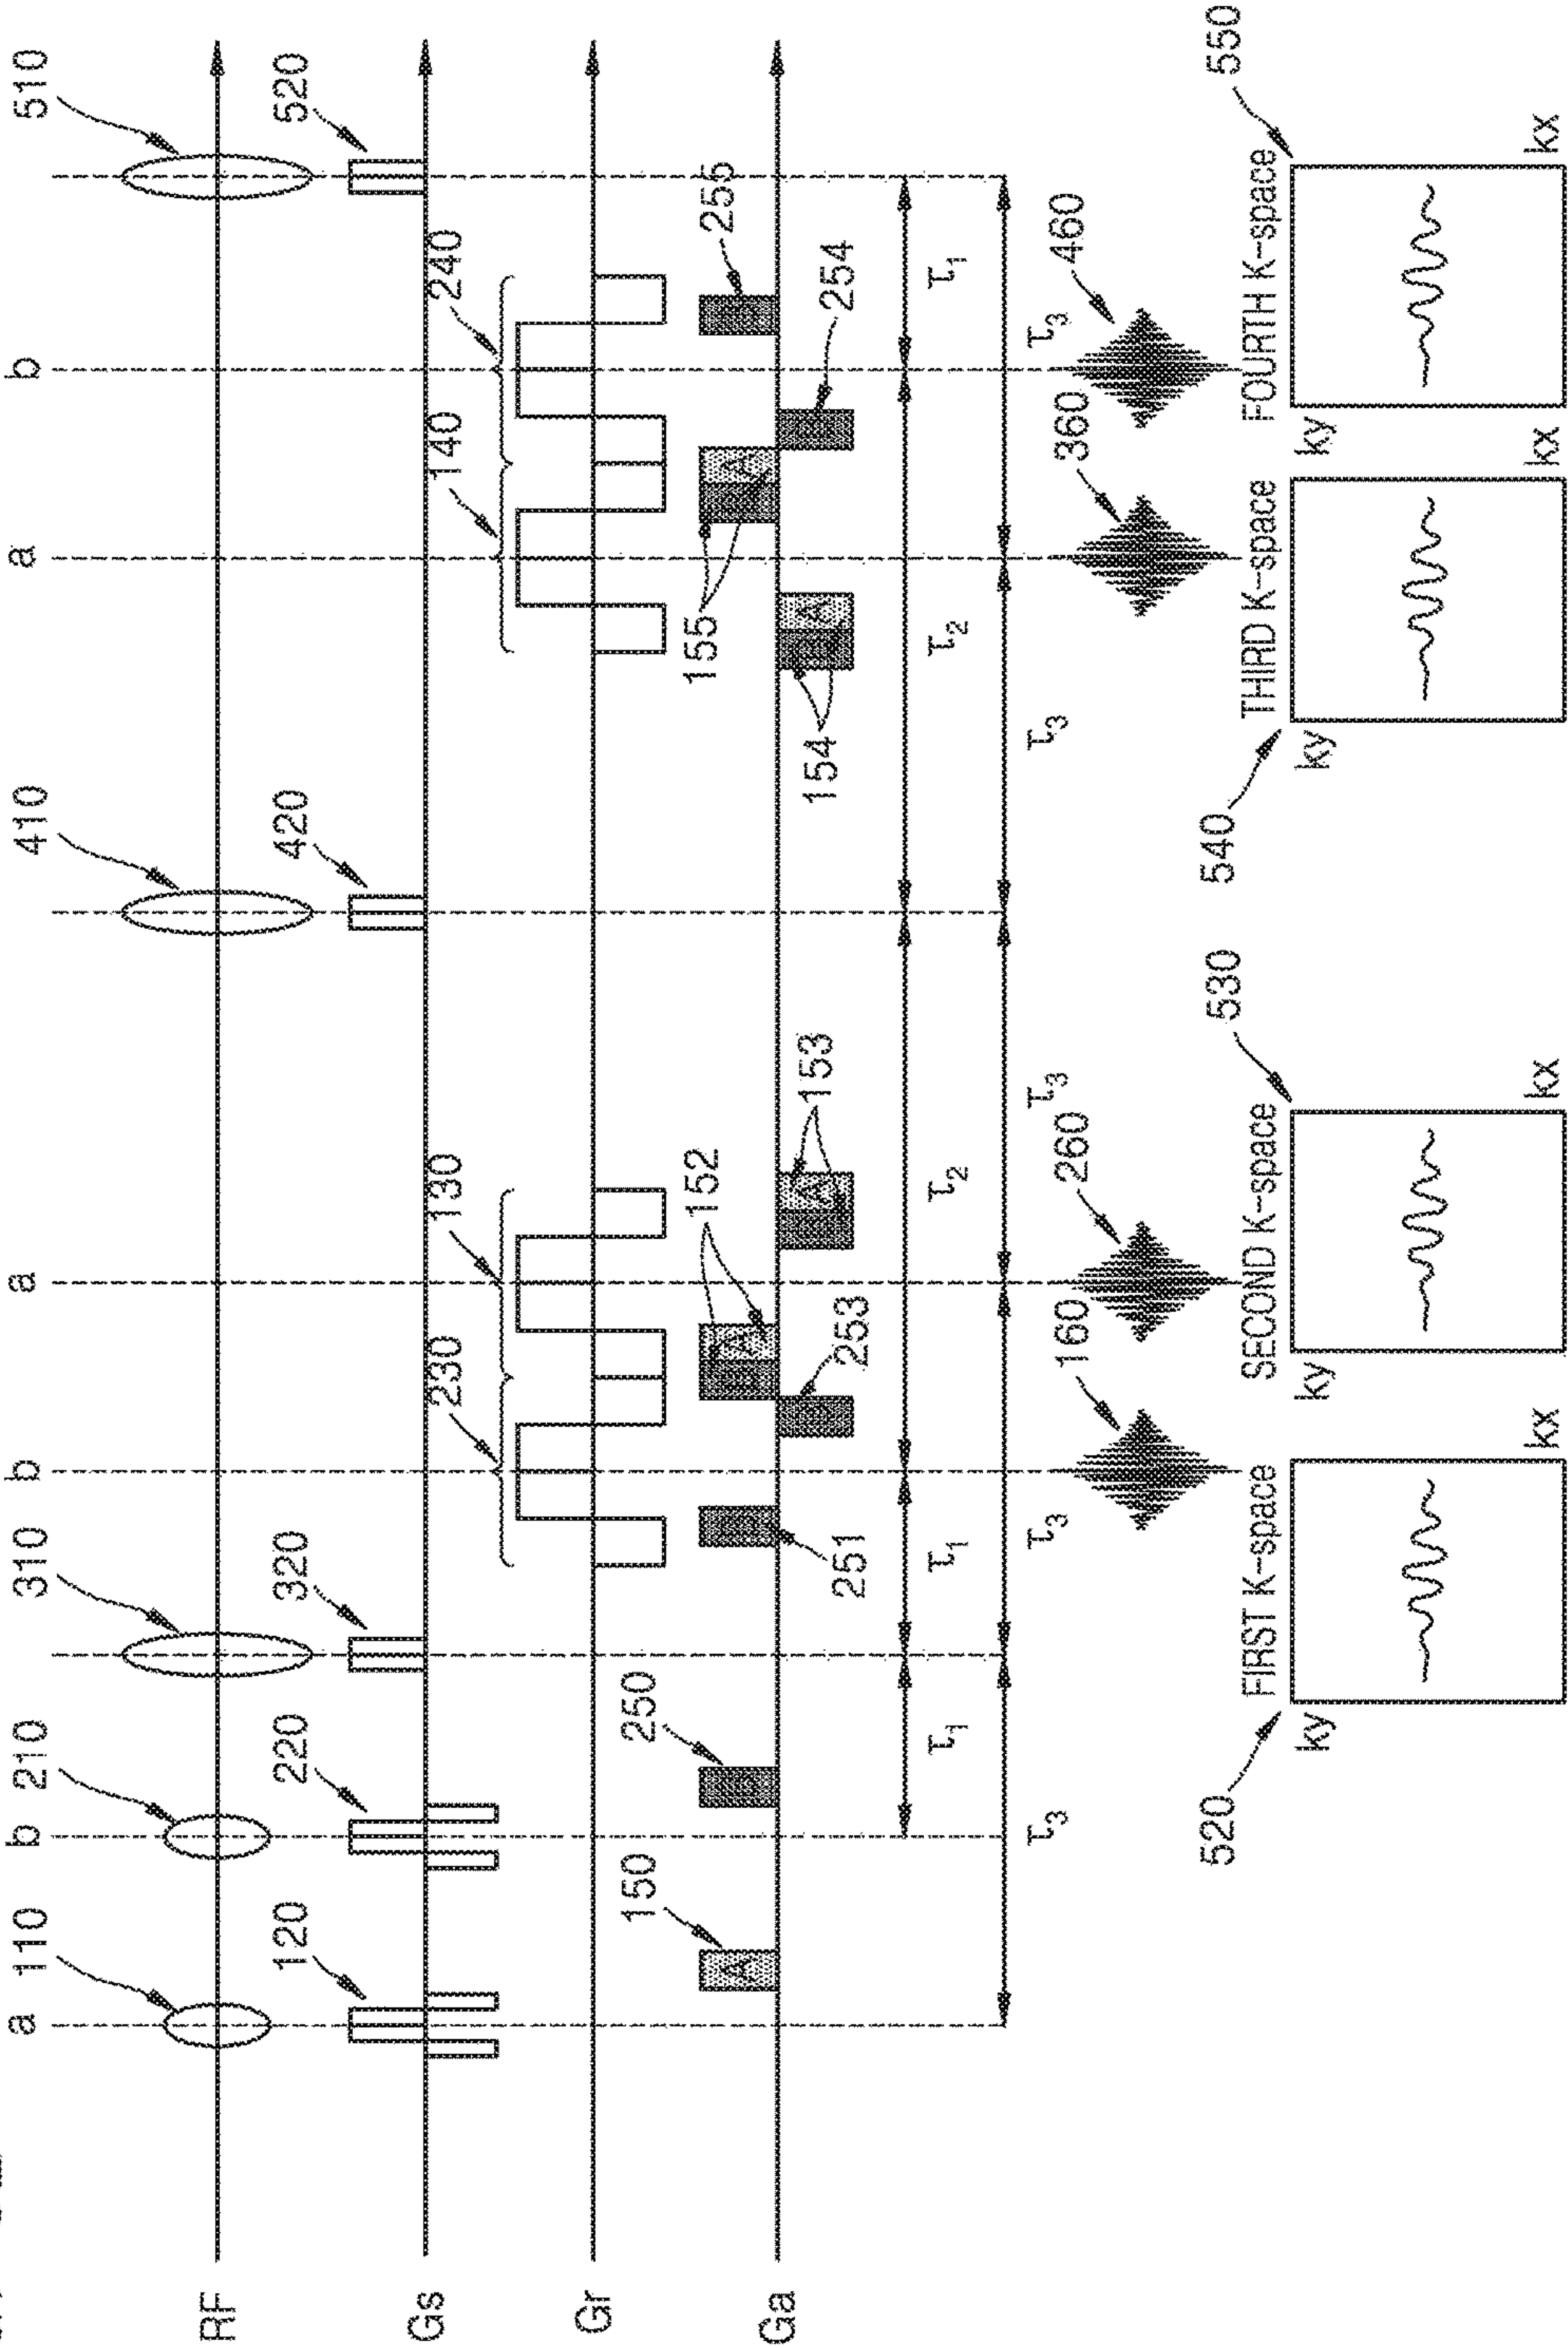 a 110 b 210 310 b a 410 a b 510
RF
120 220 320 420 520
Gs
230 130 140 240
Gr
150 250 152 155 255
A A A
Ga
A A
251 253 153 154 254
τ1 τ1 τ2 τ2 τ1
τ3 τ3 τ3 τ3 τ3
160 260 360 460
520 530 540 550
FIRST K-space SECOND K-space THIRD K-space FOURTH K-space
ky ky ky ky
kx kx kx kx